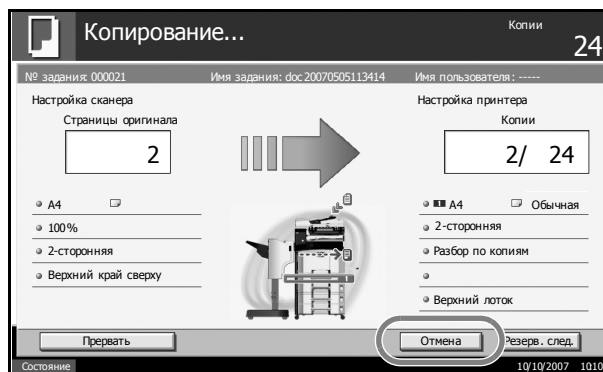 Копирование...
Копии
24
№ задания: 000021 Имя задания: doc20070505113414 Имя пользователя: -----
Настройка сканера
Страницы оригинала
2
A4
100%
2-сторонняя
Верхний край сверху
Настройка принтера
Копии
2/ 24
1 A4 Обычная
2-сторонняя
Разбор по копиям
Верхний лоток
Прервать
Отмена
Резерв. след.
Состояние
10/10/2007 1010